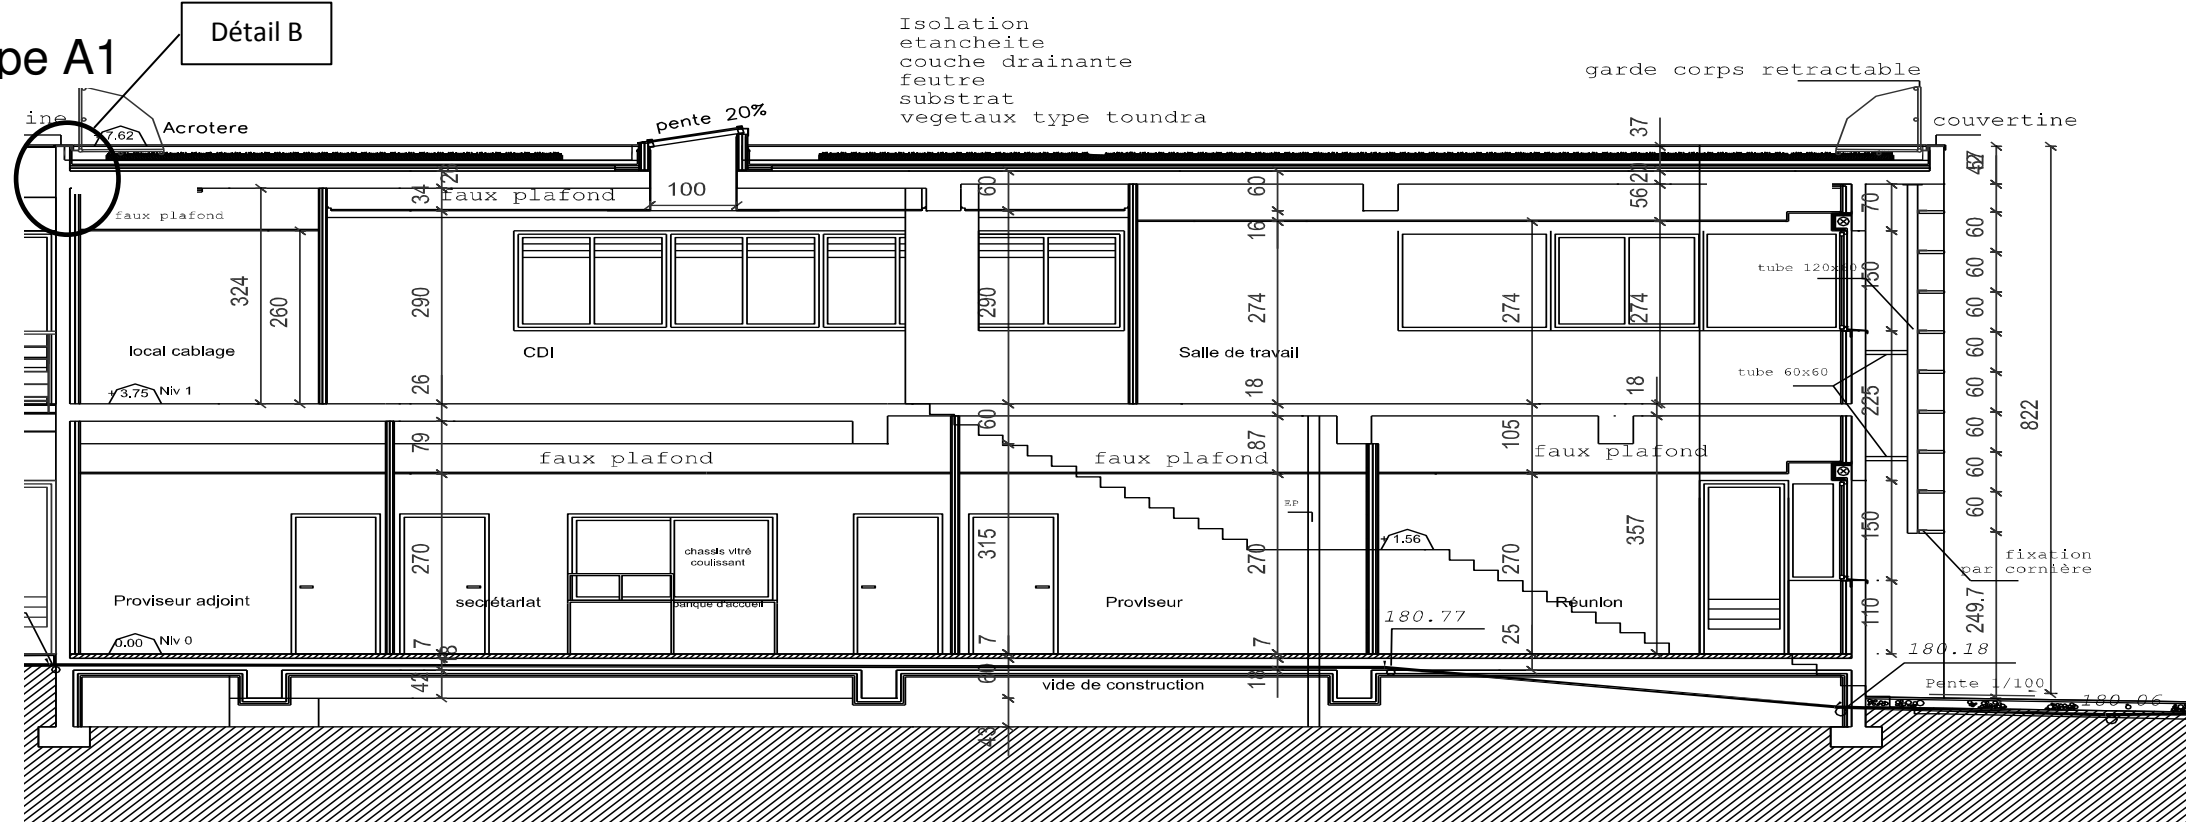 Détail B
pe A1
Isolation
etancheite
couche drainante
feutre
substrat
vegetaux type toundra
garde corps retractable
ine
7.62
Acrotere
pente 20%
couvertine
37
34
faux plafond
100
60
60
56
70
faux plafond
16
60
tube 120x60
150
60
324
260
290
290
274
274
274
60
local cablage
CDI
Salle de travail
60
tube 60x60
+ 3.75 Niv 1
26
18
18
225
60
822
60
79
60
87
105
60
faux plafond
faux plafond
faux plafond
60
EP
60
chassis vitré
coulissant
270
315
270
+ 1.56
270
357
150
fixation
par cornière
Proviseur adjoint
secrétariat
banque d'accueil
Proviseur
Réunion
110
249.7
180.77
0.00 Niv 0
7
18
7
7
25
180.18
42
60
18
vide de construction
Pente 1/100
180.06
43